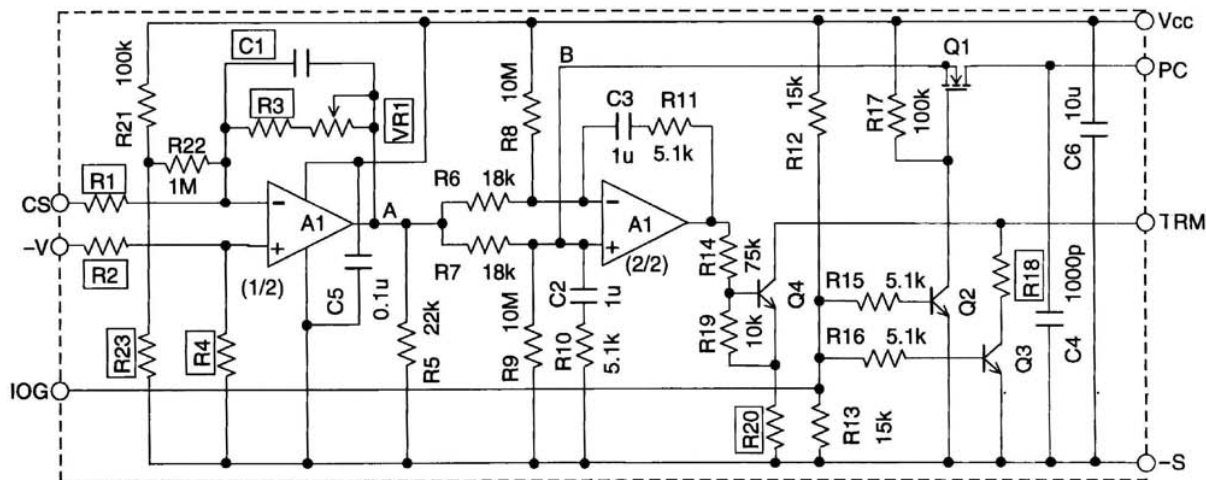 Vcc
C1
B
Q1
PC
100k
R21
R3
VR1
10M
R8
C3
R11
1u
5.1k
15k
R12
R17
100k
10u
C6
R22
1M
R1
CS
R6
18k
A1
A
−
+
A1
−
+
TRM
−V
R2
(1/2)
R7
18k
(2/2)
R14
75k
Q4
R15
5.1k
Q2
R18
1000p
C4
C5
0.1u
22k
R5
10M
R9
C2
1u
R10
5.1k
R19
10k
R16
5.1k
Q3
R23
R4
IOG
R20
R13
15k
−S